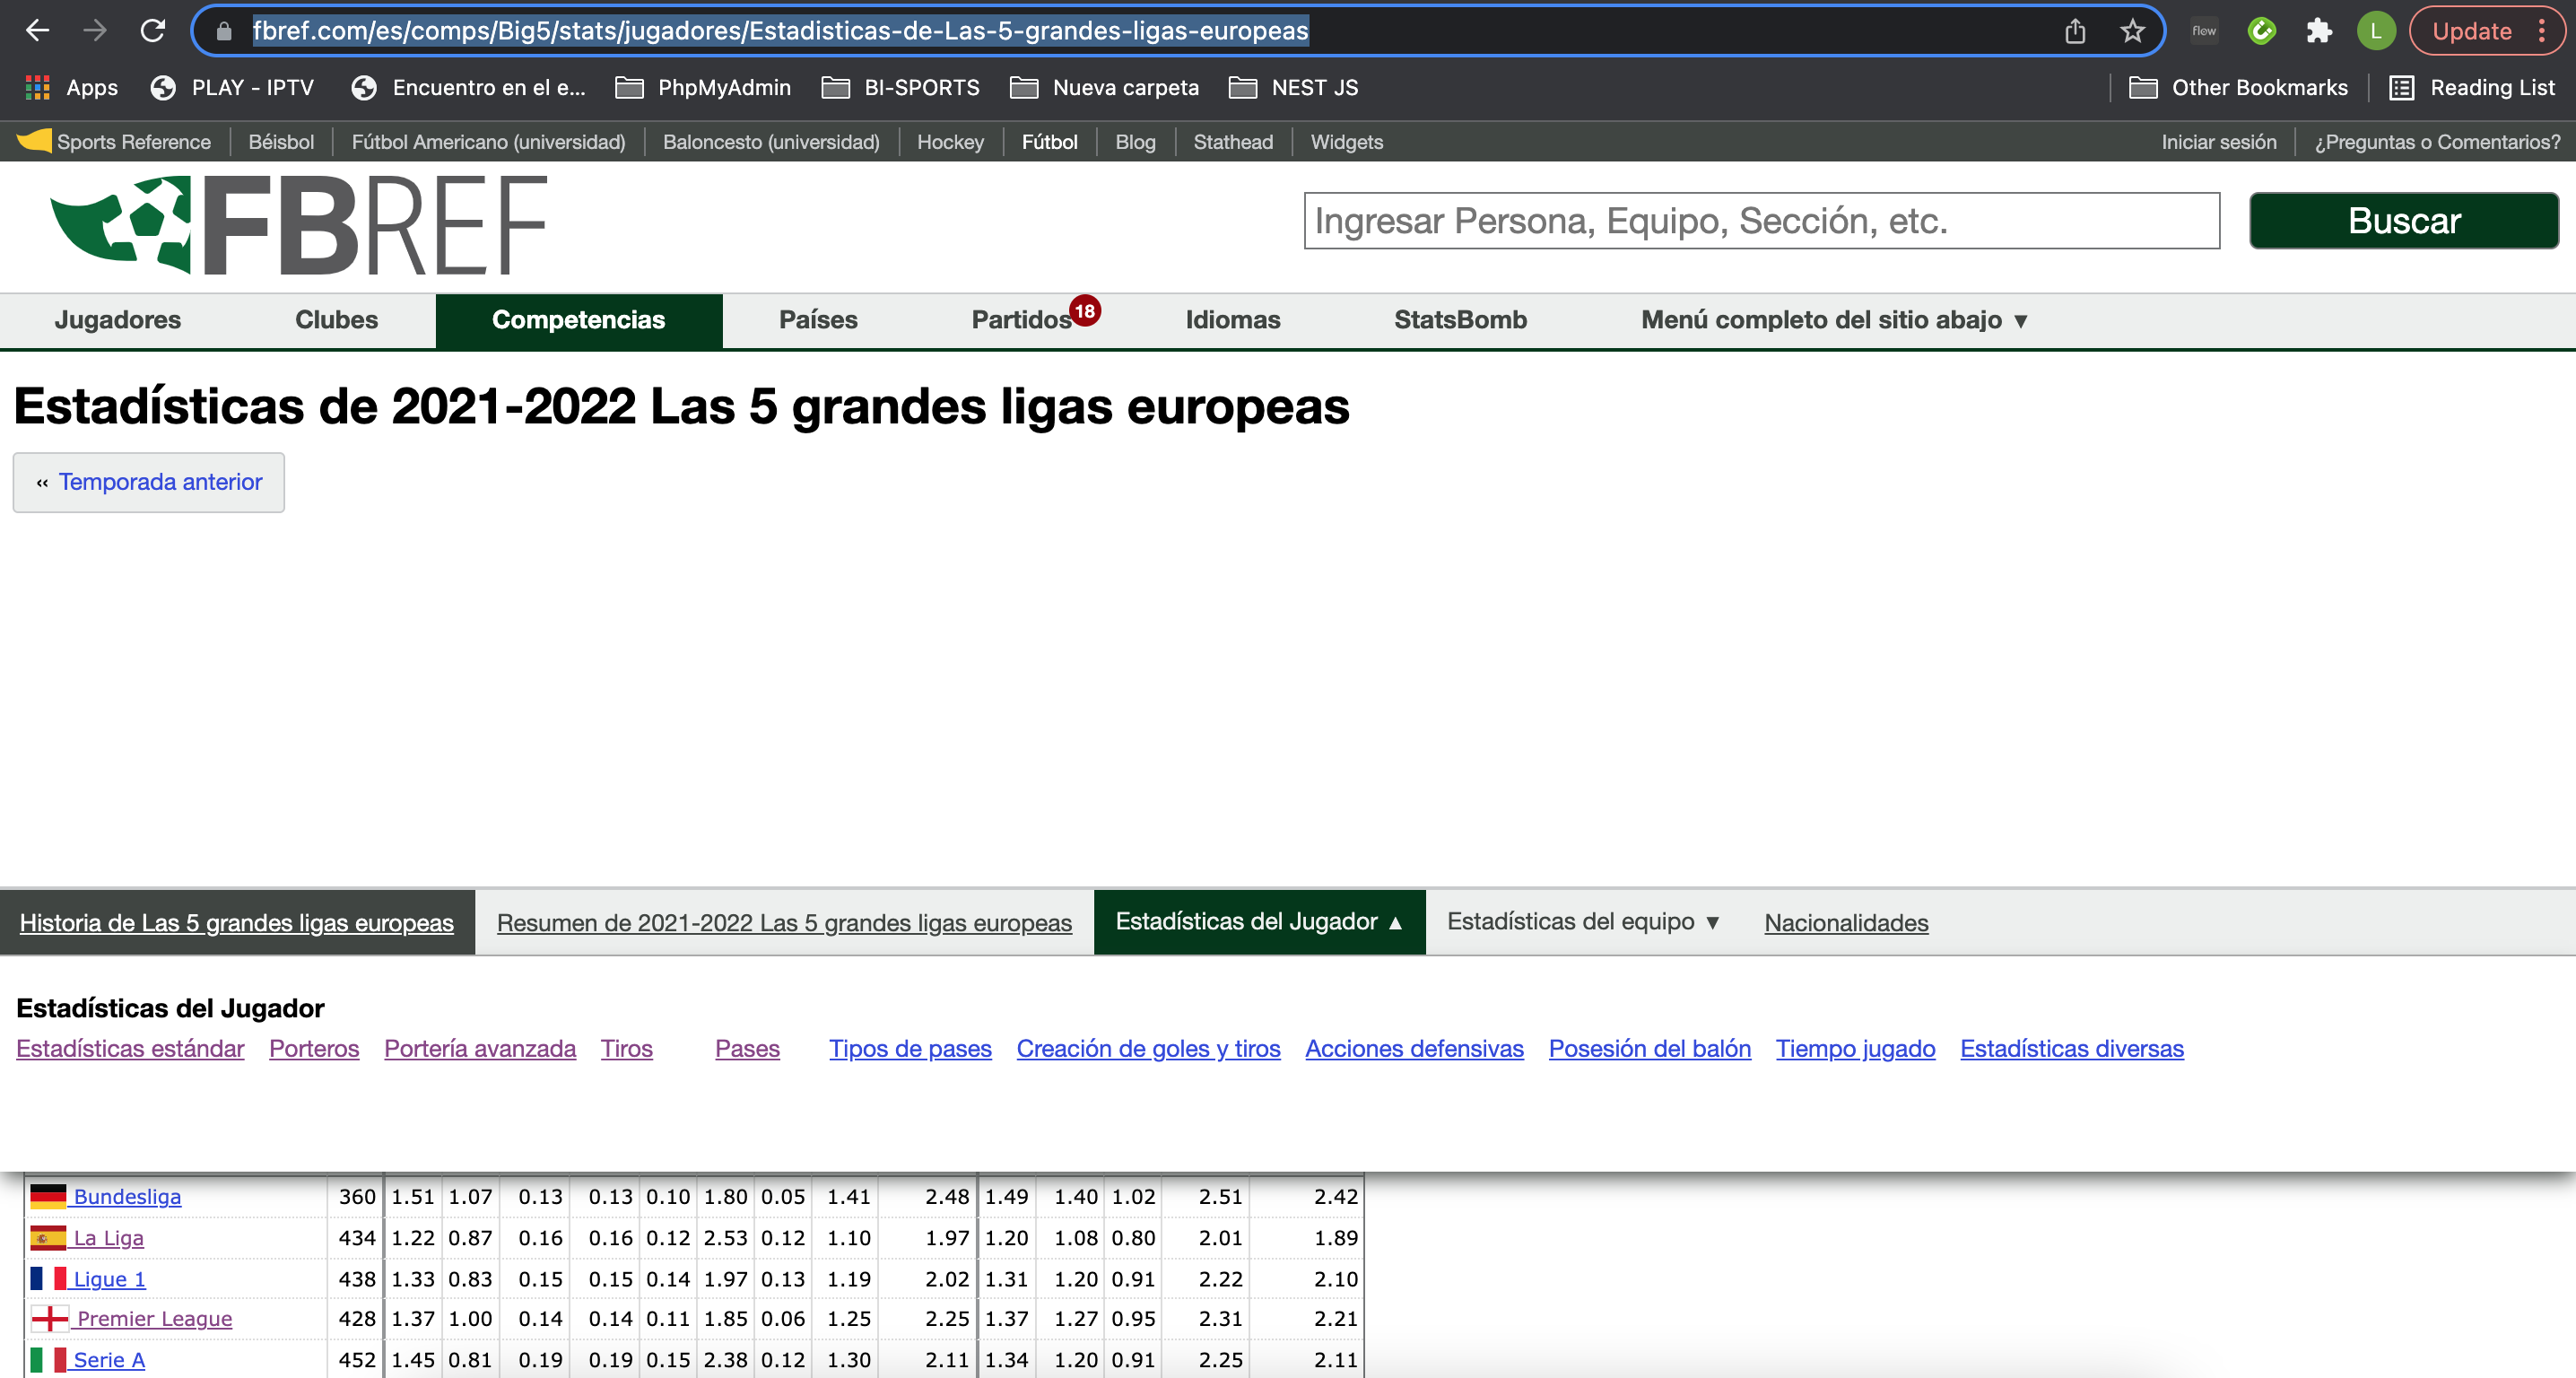 fbref.com/es/comps/Big5/stats/jugadores/Estadisticas-de-Las-5-grandes-ligas-europeas flew L Update
Apps PLAY - IPTV Encuentro en el e... PhpMyAdmin BI-SPORTS Nueva carpeta NEST JS Other Bookmarks Reading List
Sports Reference Béisbol Fútbol Americano (universidad) Baloncesto (universidad) Hockey Fútbol Blog Stathead Widgets Iniciar sesión ¿Preguntas o Comentarios?
FBREF Ingresar Persona, Equipo, Sección, etc. Buscar
Jugadores Clubes Competencias Países Partidos 18 Idiomas StatsBomb Menú completo del sitio abajo ▼
Estadísticas de 2021-2022 Las 5 grandes ligas europeas
« Temporada anterior
Historia de Las 5 grandes ligas europeas Resumen de 2021-2022 Las 5 grandes ligas europeas Estadísticas del Jugador ▲ Estadísticas del equipo ▼ Nacionalidades
Estadísticas del Jugador
Estadísticas estándar Porteros Portería avanzada Tiros Pases Tipos de pases Creación de goles y tiros Acciones defensivas Posesión del balón Tiempo jugado Estadísticas diversas
Bundesliga 360 1.51 1.07 0.13 0.13 0.10 1.80 0.05 1.41 2.48 1.49 1.40 1.02 2.51 2.42
La Liga 434 1.22 0.87 0.16 0.16 0.12 2.53 0.12 1.10 1.97 1.20 1.08 0.80 2.01 1.89
Ligue 1 438 1.33 0.83 0.15 0.15 0.14 1.97 0.13 1.19 2.02 1.31 1.20 0.91 2.22 2.10
Premier League 428 1.37 1.00 0.14 0.14 0.11 1.85 0.06 1.25 2.25 1.37 1.27 0.95 2.31 2.21
Serie A 452 1.45 0.81 0.19 0.19 0.15 2.38 0.12 1.30 2.11 1.34 1.20 0.91 2.25 2.11